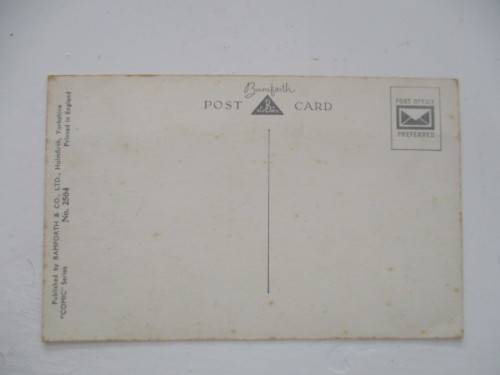 Bamforth
POST CARD
POST OFFICE
PREFERRED
Published by BAMFORTH & CO., LTD., Holmfirth, Yorkshire
"COMIC" Series No. 2504 Printed in England